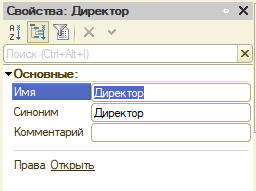 Свойства: Директор
Поиск (Ctrl+Alt+I)
Основные:
Имя Директор
Синоним Директор
Комментарий
Права Открыть